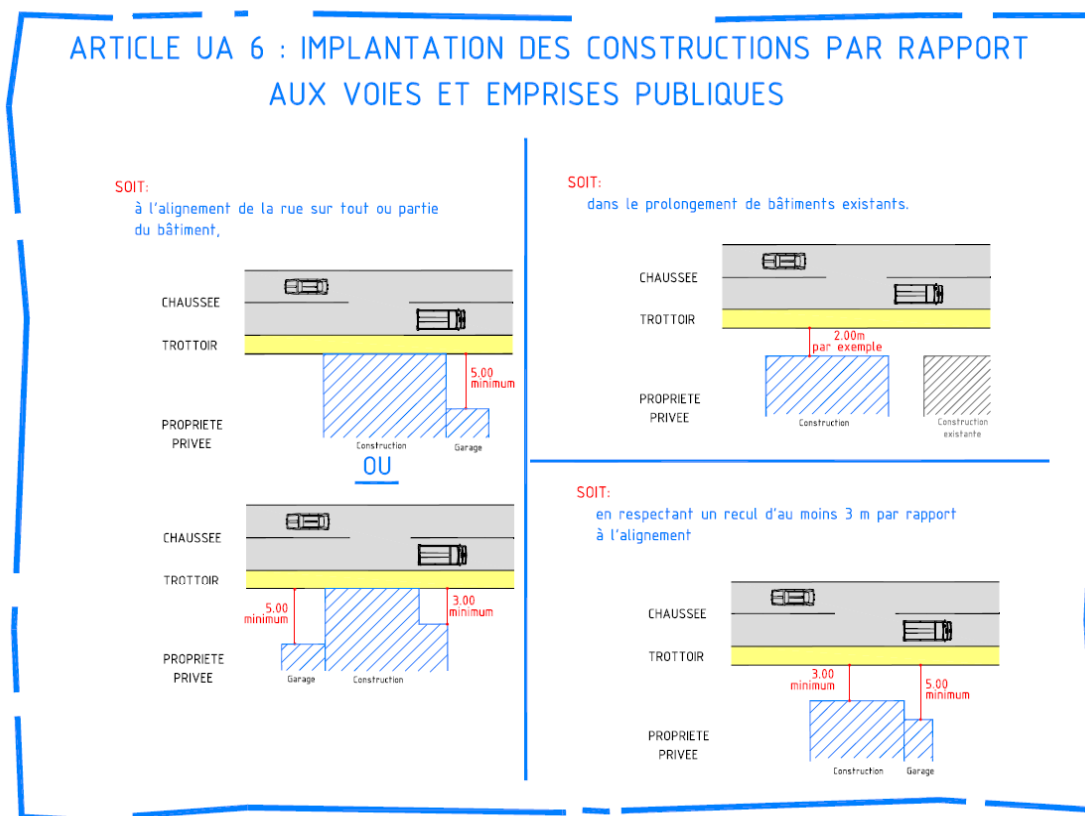 ARTICLE UA 6 : IMPLANTATION DES CONSTRUCTIONS PAR RAPPORT
AUX VOIES ET EMPRISES PUBLIQUES
SOIT:
à l'alignement de la rue sur tout ou partie
du bâtiment,
CHAUSSEE
TROTTOIR
5.00
minimum
PROPRIETE
PRIVEE
Construction
Garage
OU
CHAUSSEE
TROTTOIR
5.00
minimum
3.00
minimum
PROPRIETE
PRIVEE
Garage
Construction
SOIT:
dans le prolongement de bâtiments existants.
CHAUSSEE
TROTTOIR
2.00m
par exemple
PROPRIETE
PRIVEE
Construction
Construction
existante
SOIT:
en respectant un recul d'au moins 3 m par rapport
à l'alignement
CHAUSSEE
TROTTOIR
3.00
minimum
5.00
minimum
PROPRIETE
PRIVEE
Construction
Garage